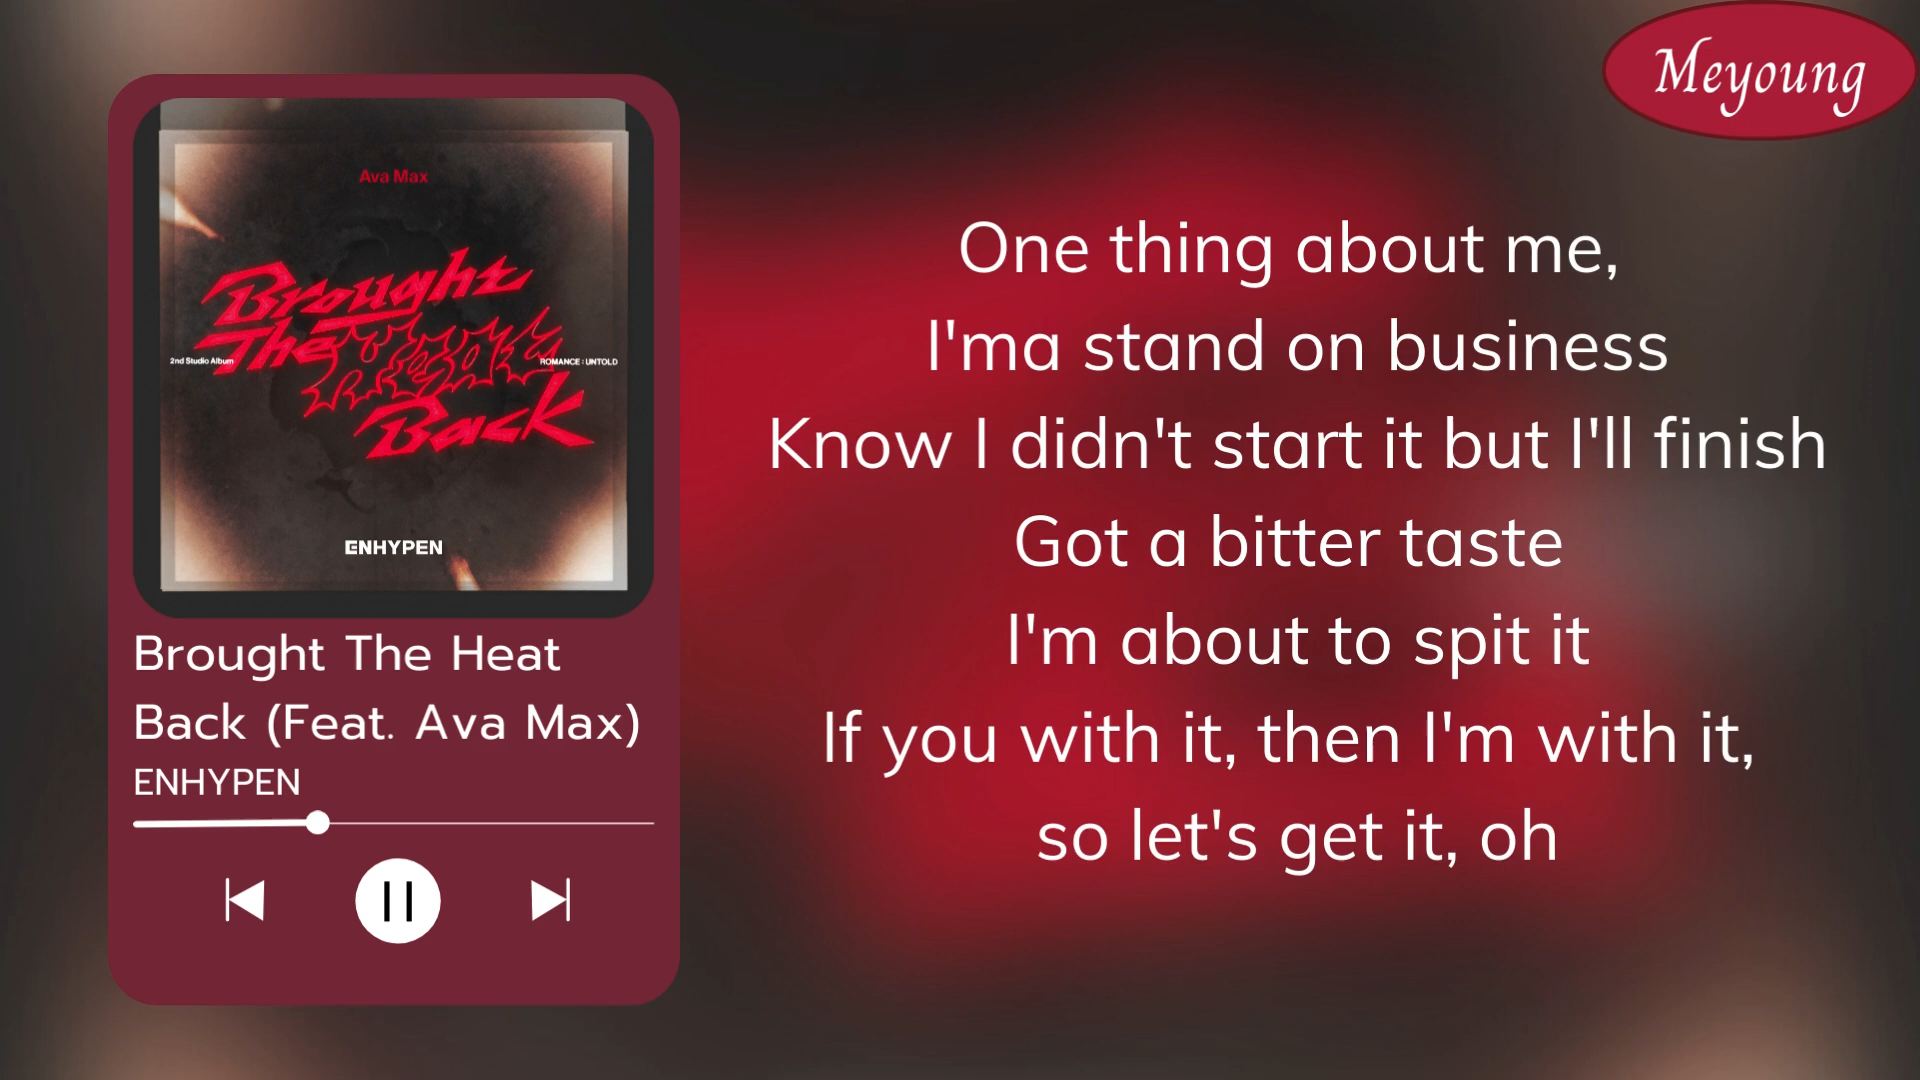 Meyoung
Ava Max
Brought
The Heat
2nd Studio Album
ROMANCE : UNTOLD
Back
ENHYPEN
Brought The Heat
Back (Feat. Ava Max)
ENHYPEN
One thing about me,
I'ma stand on business
Know I didn't start it but I'll finish
Got a bitter taste
I'm about to spit it
If you with it, then I'm with it,
so let's get it, oh